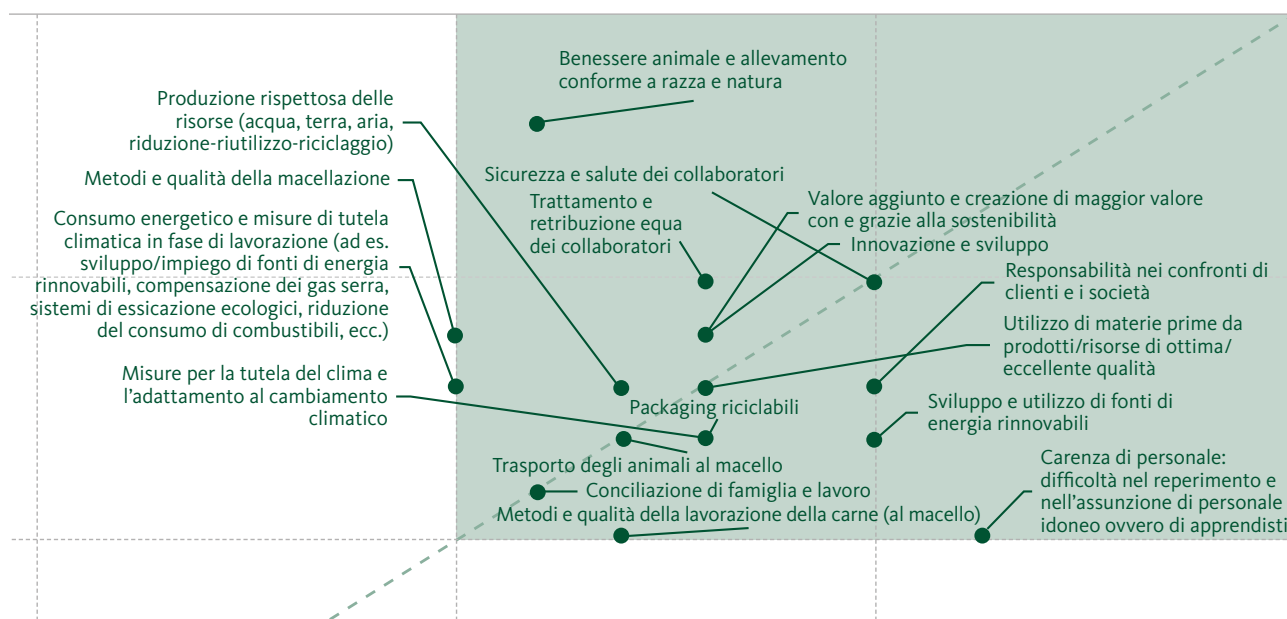 Benessere animale e allevamento
conforme a razza e natura
Produzione rispettosa delle
risorse (acqua, terra, aria,
riduzione-riutilizzo-riciclaggio)
Metodi e qualità della macellazione
Consumo energetico e misure di tutela
climatica in fase di lavorazione (ad es.
sviluppo/impiego di fonti di energia
rinnovabili, compensazione dei gas serra,
sistemi di essicazione ecologici, riduzione
del consumo di combustibili, ecc.)
Misure per la tutela del clima e
l’adattamento al cambiamento
climatico
Sicurezza e salute dei collaboratori
Trattamento e
retribuzione equa
dei collaboratori
Valore aggiunto e creazione di maggior valore
con e grazie alla sostenibilità
Innovazione e sviluppo
Responsabilità nei confronti di
clienti e i società
Utilizzo di materie prime da
prodotti/risorse di ottima/
eccellente qualità
Packaging riciclabili
Sviluppo e utilizzo di fonti di
energia rinnovabili
Trasporto degli animali al macello
Conciliazione di famiglia e lavoro
Metodi e qualità della lavorazione della carne (al macello)
Carenza di personale:
difficoltà nel reperimento e
nell’assunzione di personale
idoneo ovvero di apprendisti